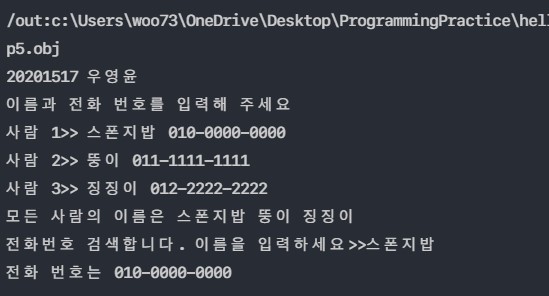 /out:c:\Users\woo73\OneDrive\Desktop\ProgrammingPractice\hell
p5.obj
20201517 우영윤
이름과 전화 번호를 입력해 주세요
사람 1>> 스폰지밥 010-0000-0000
사람 2>> 뚱이 011-1111-1111
사람 3>> 징징이 012-2222-2222
모든 사람의 이름은 스폰지밥 뚱이 징징이
전화번호 검색합니다. 이름을 입력하세요>>스폰지밥
전화 번호는 010-0000-0000